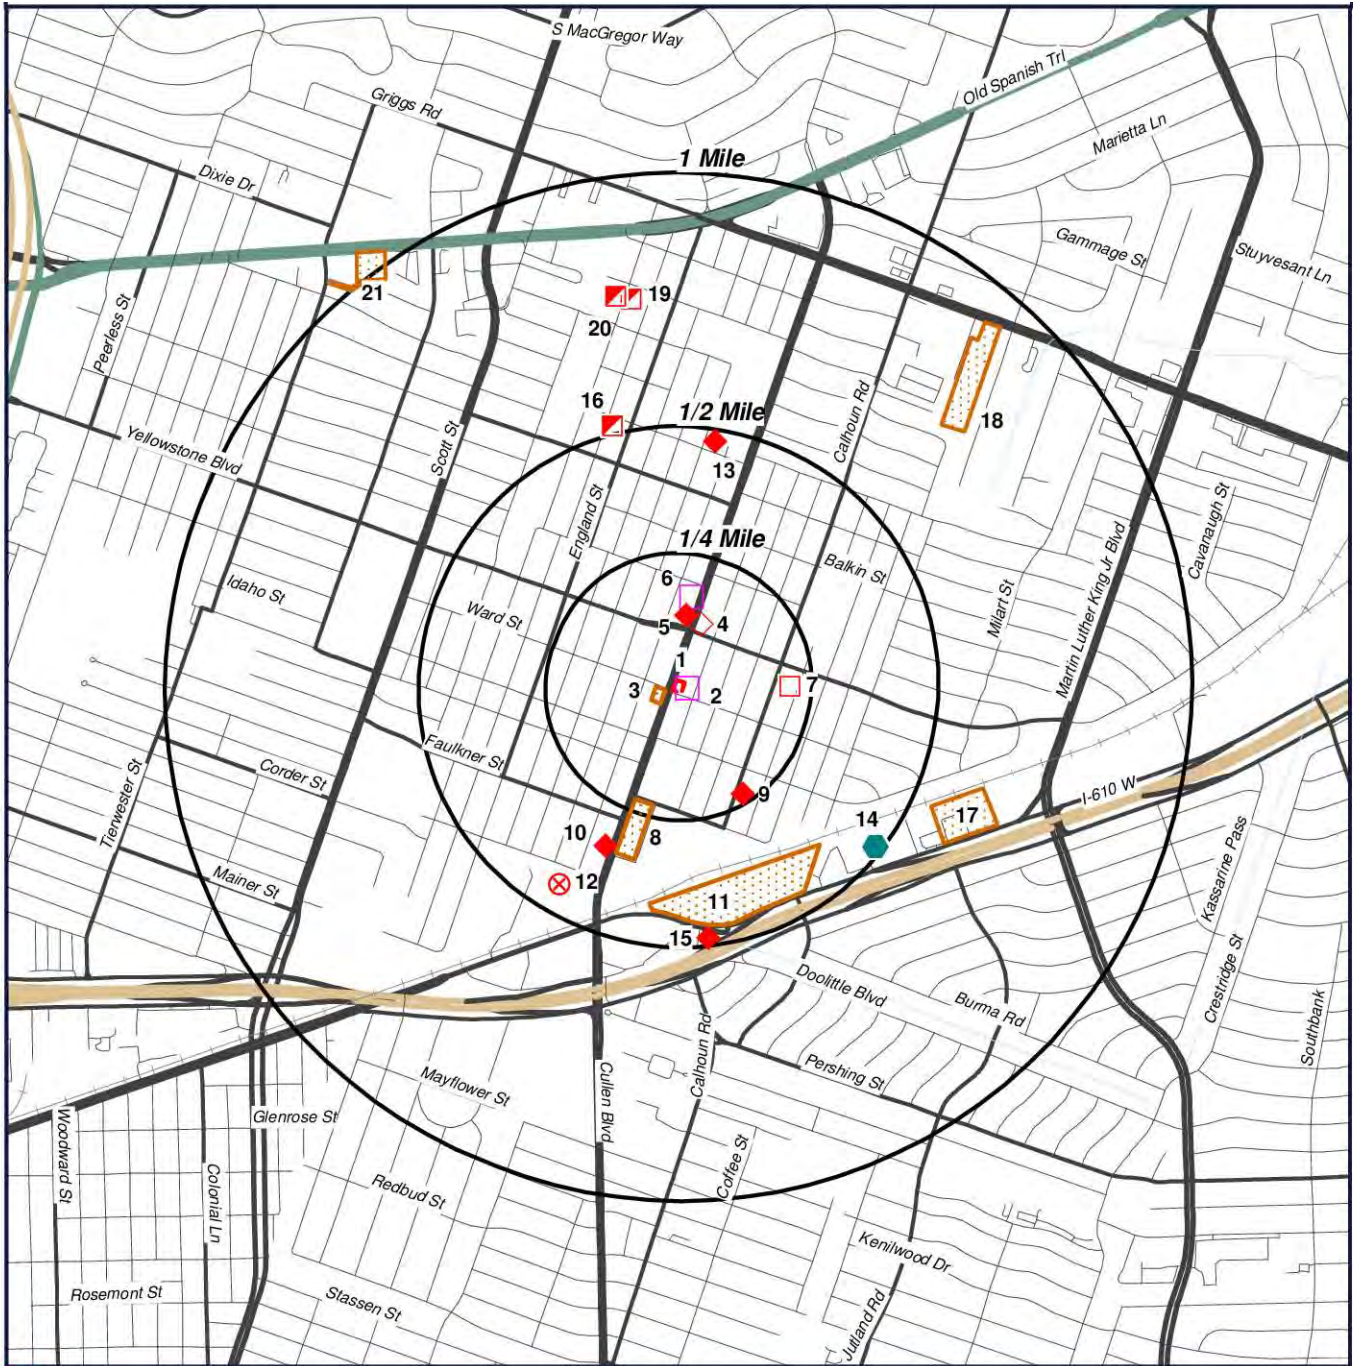 S MacGregor Way
Old Spanish Trl
Griggs Rd
Marietta Ln
1 Mile
Dixie Dr
Gammage St
Stuyvesant Ln
21
19
20
Peerless St
16
1/2 Mile
18
13
Calhoun Rd
Scott St
Yellowstone Blvd
England St
1/4 Mile
Cavanaugh St
Balkin St
6
Idaho St
Ward St
5
4
Milart St
Martin Luther King Jr Blvd
1
3
2
7
Faulkner St
Corder St
Tierwester St
I-610 W
9
10
8
14
17
Kassarine Pass
Mainer St
12
11
15
Doolittle Blvd
Burma Rd
Crestridge St
Southbank
Calhoun Rd
Pershing St
Mayflower St
Cullen Blvd
Glenrose St
Woodward St
Colonial Ln
Coffee St
Redbud St
Kenilwood Dr
Rosemont St
Stassen St
Jutland Rd